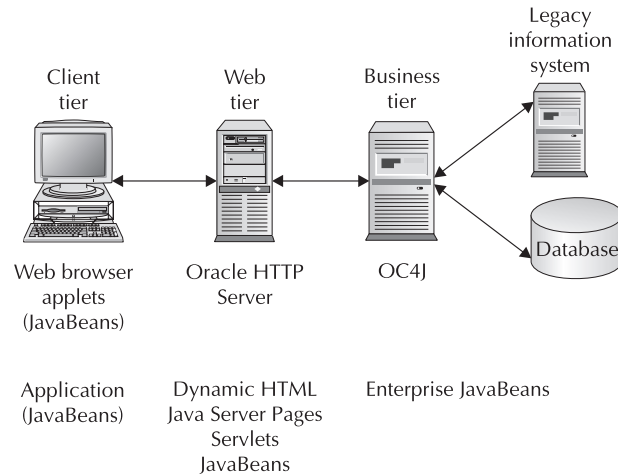 Client
tier
Web
tier
Business
tier
Legacy
information
system
Database
Web browser
applets
(JavaBeans)
Oracle HTTP
Server
OC4J
Application
(JavaBeans)
Dynamic HTML
Java Server Pages
Servlets
JavaBeans
Enterprise JavaBeans